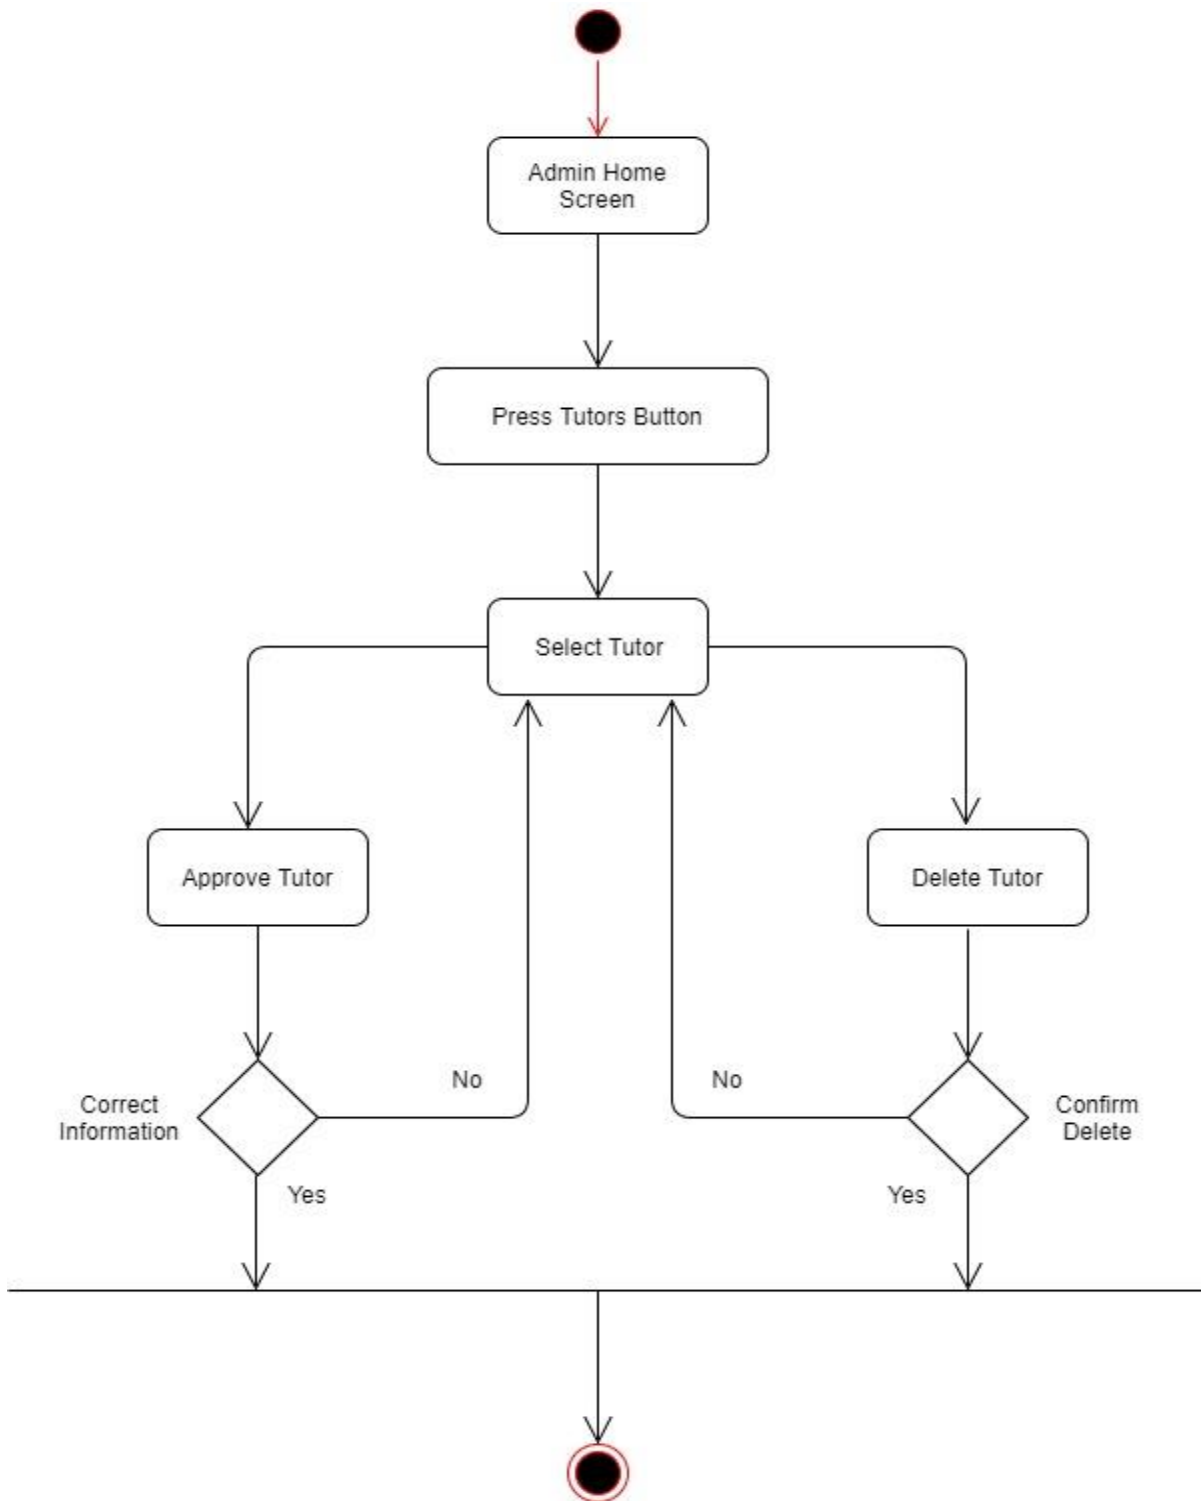 Admin Home
Screen
Press Tutors Button
Select Tutor
Approve Tutor
Delete Tutor
No
No
Correct
Information
Confirm
Delete
Yes
Yes